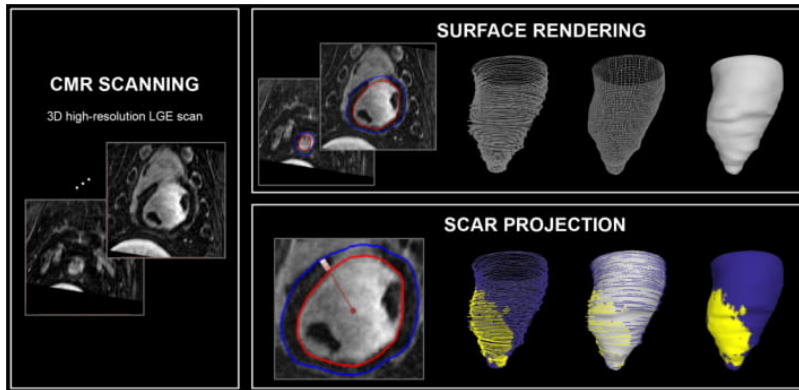 CMR SCANNING
3D high-resolution LGE scan
SURFACE RENDERING
SCAR PROJECTION